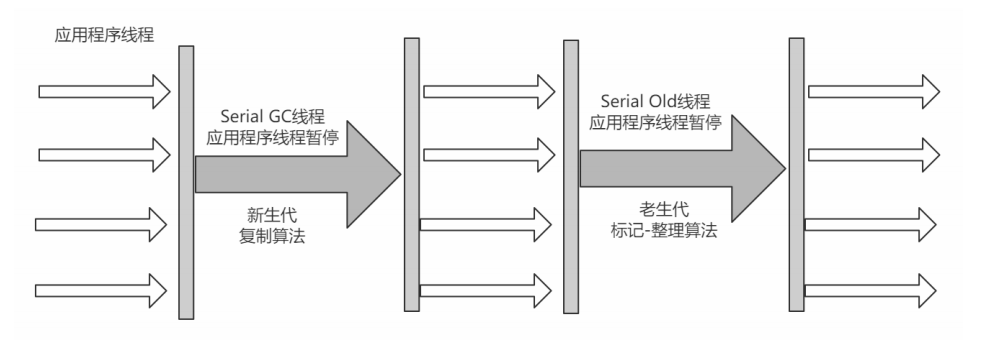 应用程序线程
Serial GC线程
应用程序线程暂停
新生代
复制算法
Serial Old线程
应用程序线程暂停
老生代
标记-整理算法